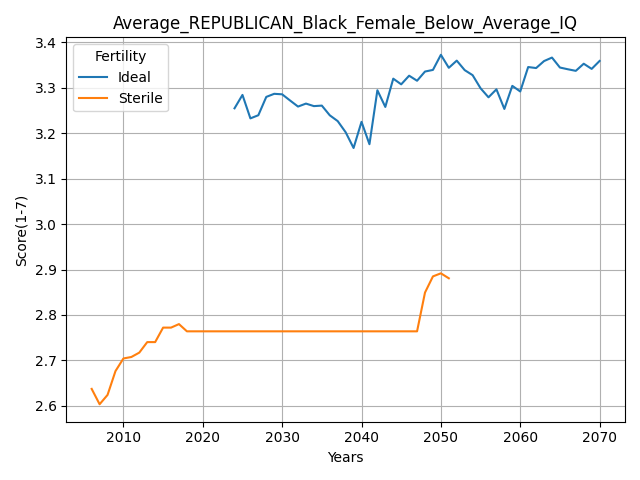 Average_REPUBLICAN_Black_Female_Below_Average_IQ
Fertility
Ideal
Sterile
Score(1-7)
3.4
3.3
3.2
3.1
3.0
2.9
2.8
2.7
2.6
2010 2020 2030 2040 2050 2060 2070
Years